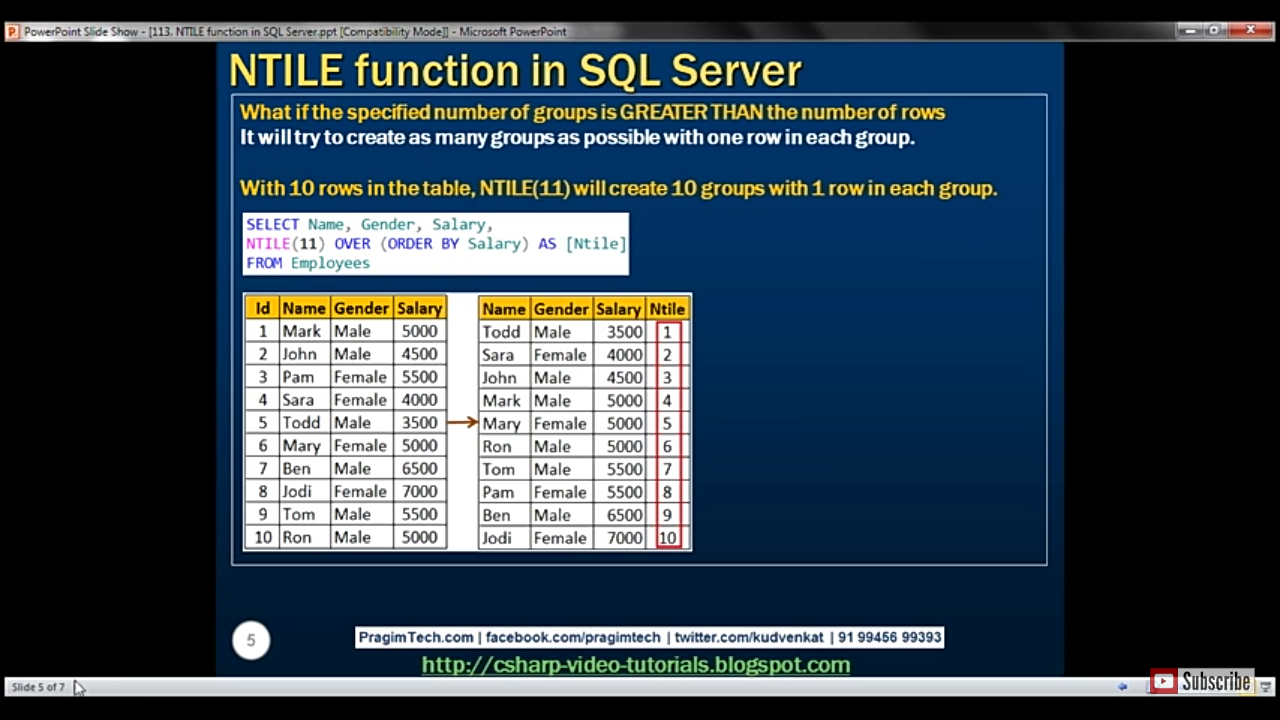 PowerPoint Slide Show - [113. NTILE function in SQL Server.ppt [Compatibility Mode]] - Microsoft PowerPoint
NTILE function in SQL Server
What if the specified number of groups is GREATER THAN the number of rows
It will try to create as many groups as possible with one row in each group.
With 10 rows in the table, NTILE(11) will create 10 groups with 1 row in each group.
SELECT Name, Gender, Salary,
NTILE(11) OVER (ORDER BY Salary) AS [Ntile]
FROM Employees
Id Name Gender Salary
1 Mark Male 5000
2 John Male 4500
3 Pam Female 5500
4 Sara Female 4000
5 Todd Male 3500
6 Mary Female 5000
7 Ben Male 6500
8 Jodi Female 7000
9 Tom Male 5500
10 Ron Male 5000
Name Gender Salary Ntile
Todd Male 3500 1
Sara Female 4000 2
John Male 4500 3
Mark Male 5000 4
Mary Female 5000 5
Ron Male 5000 6
Tom Male 5500 7
Pam Female 5500 8
Ben Male 6500 9
Jodi Female 7000 10
5
PragimTech.com | facebook.com/pragimtech | twitter.com/kudvenkat | 91 99456 99393
http://csharp-video-tutorials.blogspot.com
Slide 5 of 7
Subscribe